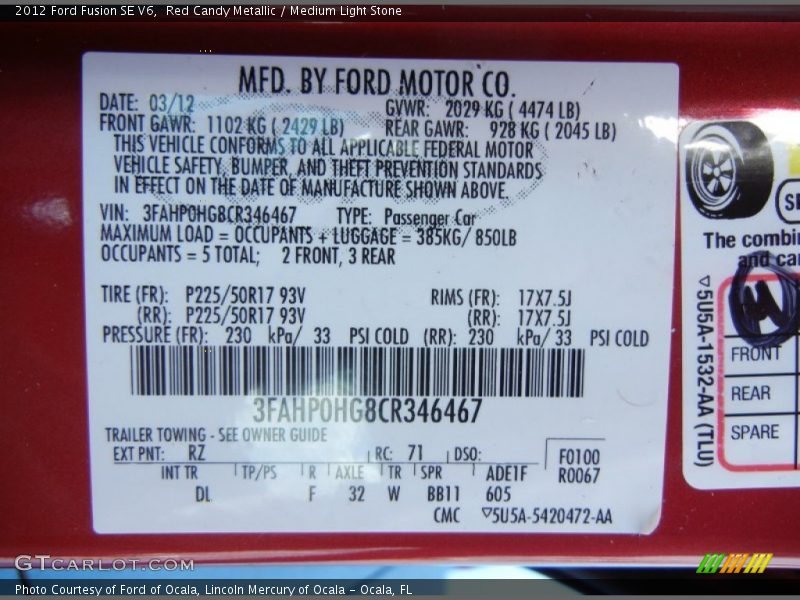 2012 Ford Fusion SE V6, Red Candy Metallic / Medium Light Stone
MFD. BY FORD MOTOR CO.
DATE: 03/12 GVWR: 2029 KG ( 4474 LB)
FRONT GAWR: 1102 KG ( 2429 LB) REAR GAWR: 928 KG ( 2045 LB)
THIS VEHICLE CONFORMS TO ALL APPLICABLE FEDERAL MOTOR
VEHICLE SAFETY, BUMPER, AND THEFT PREVENTION STANDARDS
IN EFFECT ON THE DATE OF MANUFACTURE SHOWN ABOVE.
VIN: 3FAHP0HG8CR346467 TYPE: Passenger Car
MAXIMUM LOAD = OCCUPANTS + LUGGAGE = 385KG/ 850LB
OCCUPANTS = 5 TOTAL; 2 FRONT, 3 REAR
TIRE (FR): P225/50R17 93V RIMS (FR): 17X7.5J
(RR): P225/50R17 93V (RR): 17X7.5J
PRESSURE (FR): 230 kPa/ 33 PSI COLD (RR): 230 kPa/ 33 PSI COLD
3FAHP0HG8CR346467
TRAILER TOWING - SEE OWNER GUIDE
EXT PNT: RZ RC: 71 DSO: F0100
INT TR TP/PS R AXLE TR SPR ADE1F R0067
DL F 32 W BB11 605
CMC ▽5U5A-5420472-AA
The combin
and car
▽5U5A-1532-AA (TLU)
FRONT
REAR
SPARE
GTCarLot.com
Photo Courtesy of Ford of Ocala, Lincoln Mercury of Ocala - Ocala, FL